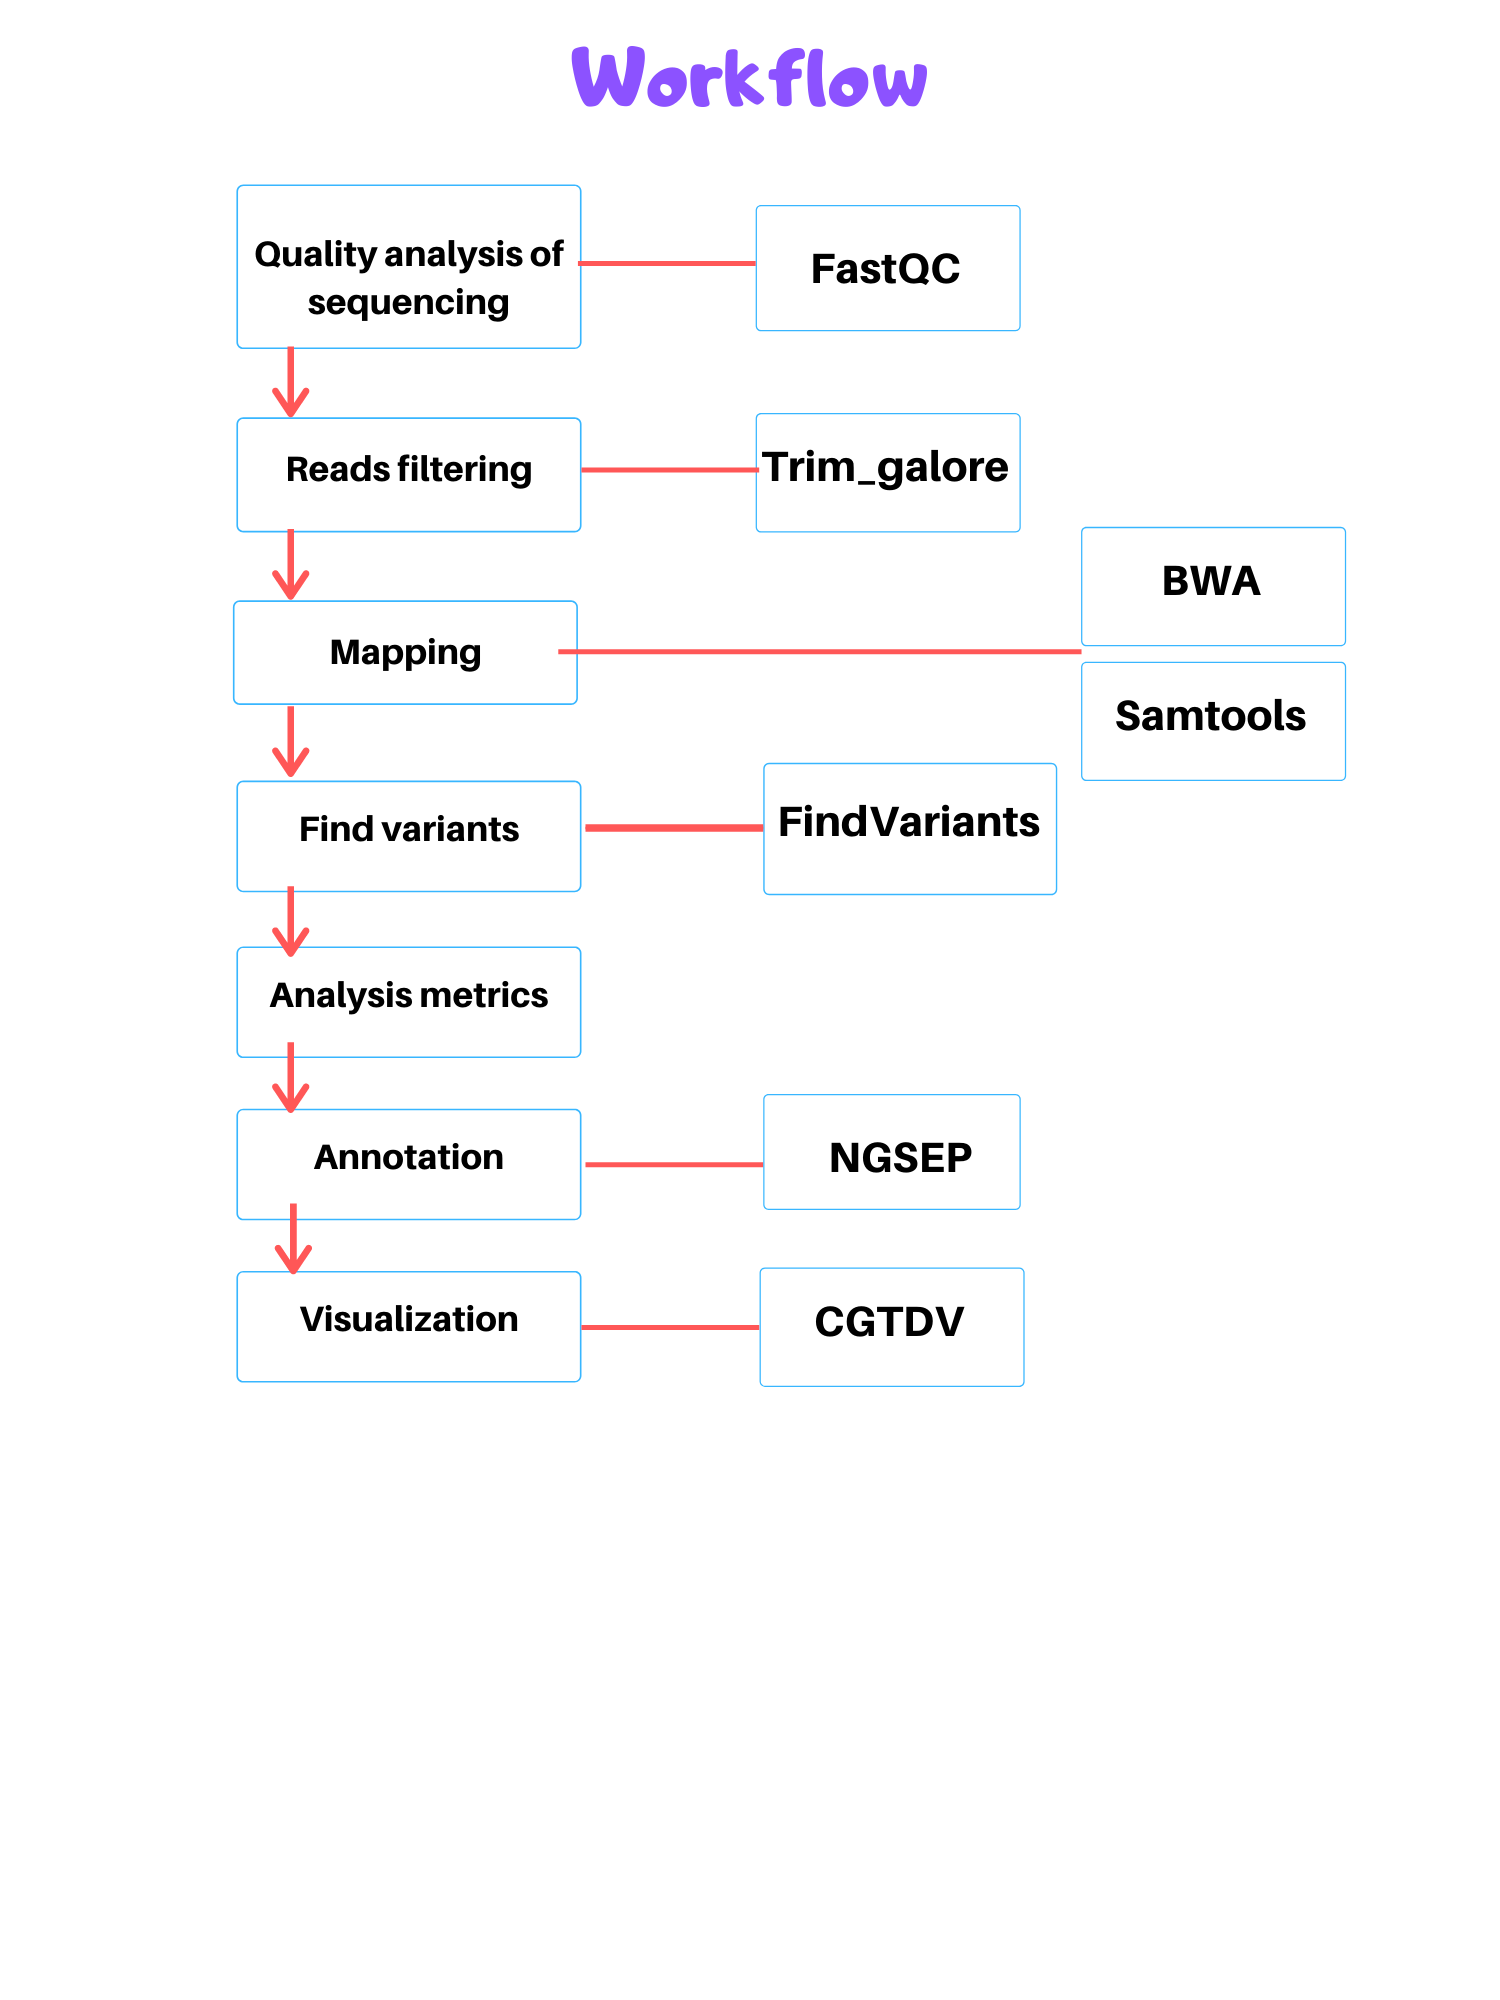 Workflow
Quality analysis of
sequencing
FastQC
Reads filtering
Trim_galore
BWA
Mapping
Samtools
Find variants
FindVariants
Analysis metrics
Annotation
NGSEP
Visualization
CGTDV